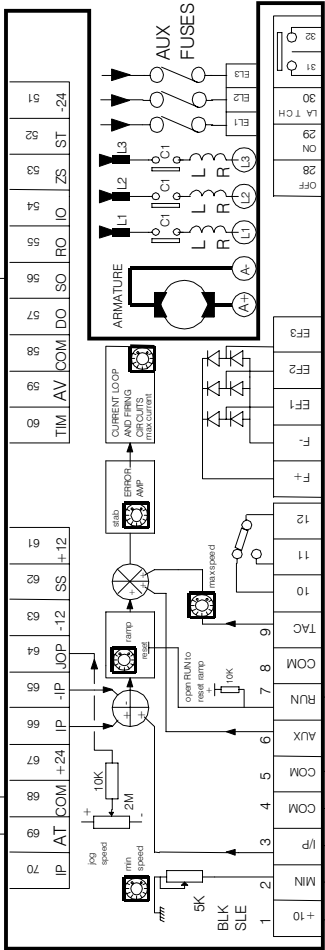 AUX
FUSES
51 52 53 54 55 56 57 58 59 60
-24 ST ZS IO RO SO DO COM AV TIM
61 62 63 64 65 66 67 68 69 70
+12 SS -12 JOP -IP IP +24 COM AT IP
EL3
EL2
EL1
L3
L2
L1
C1
C1
C1
L R
L R
L R
L3
L2
L1
ARMATURE
A-
A+
32
31
30
LATCH
29
ON
28
OFF
CURRENT LOOP
AND FIRING
CIRCUITS
max current
ERROR
AMP
stab
ramp
reset
max speed
open RUN to
reset ramp
10K
+
10K
2M
+
-
jog
speed
min
speed
5K
BLK
SLE
EF3
EF2
EF1
F-
F+
12
11
10
9 TAC
8 COM
7 RUN
6 AUX
5 COM
4 COM
3 I/P
2 MIN
1 +10